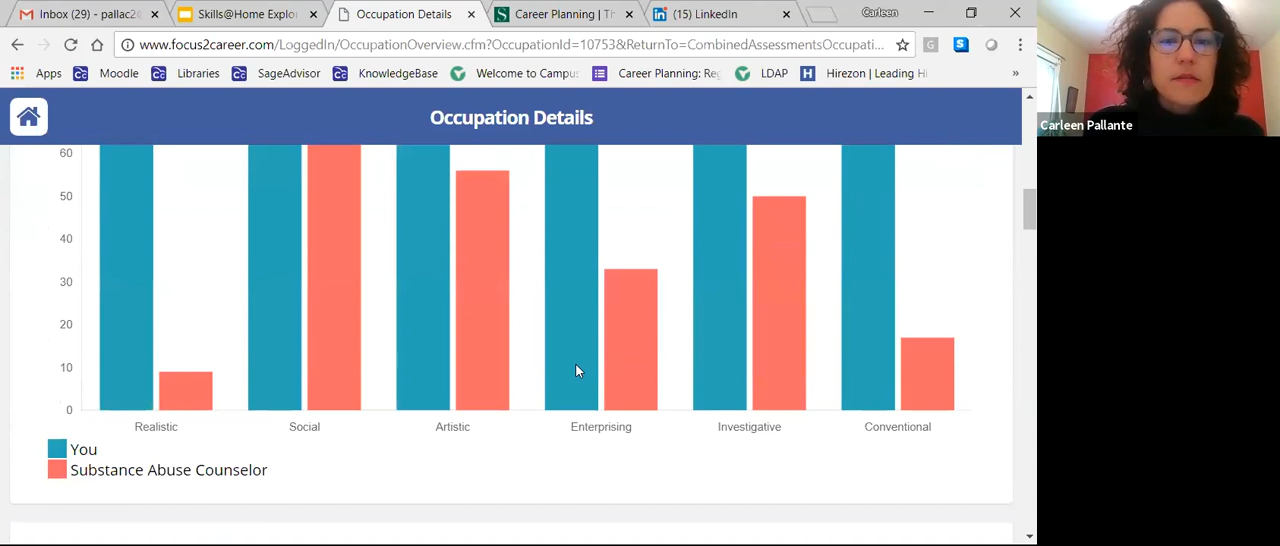 Inbox (29) - pallac2@
Skills@Home Explo
Occupation Details
Career Planning | Th
(15) LinkedIn
Carleen
www.focus2career.com/LoggedIn/OccupationOverview.cfm?OccupationId=10753&ReturnTo=CombinedAssessmentsOccupati...
Apps
Moodle
Libraries
SageAdvisor
KnowledgeBase
Welcome to Campu
Career Planning: Reg
LDAP
Hirezon | Leading Hi
»
Carleen Pallante
Occupation Details
60
50
40
30
20
10
0
Realistic Social Artistic Enterprising Investigative Conventional
You
Substance Abuse Counselor